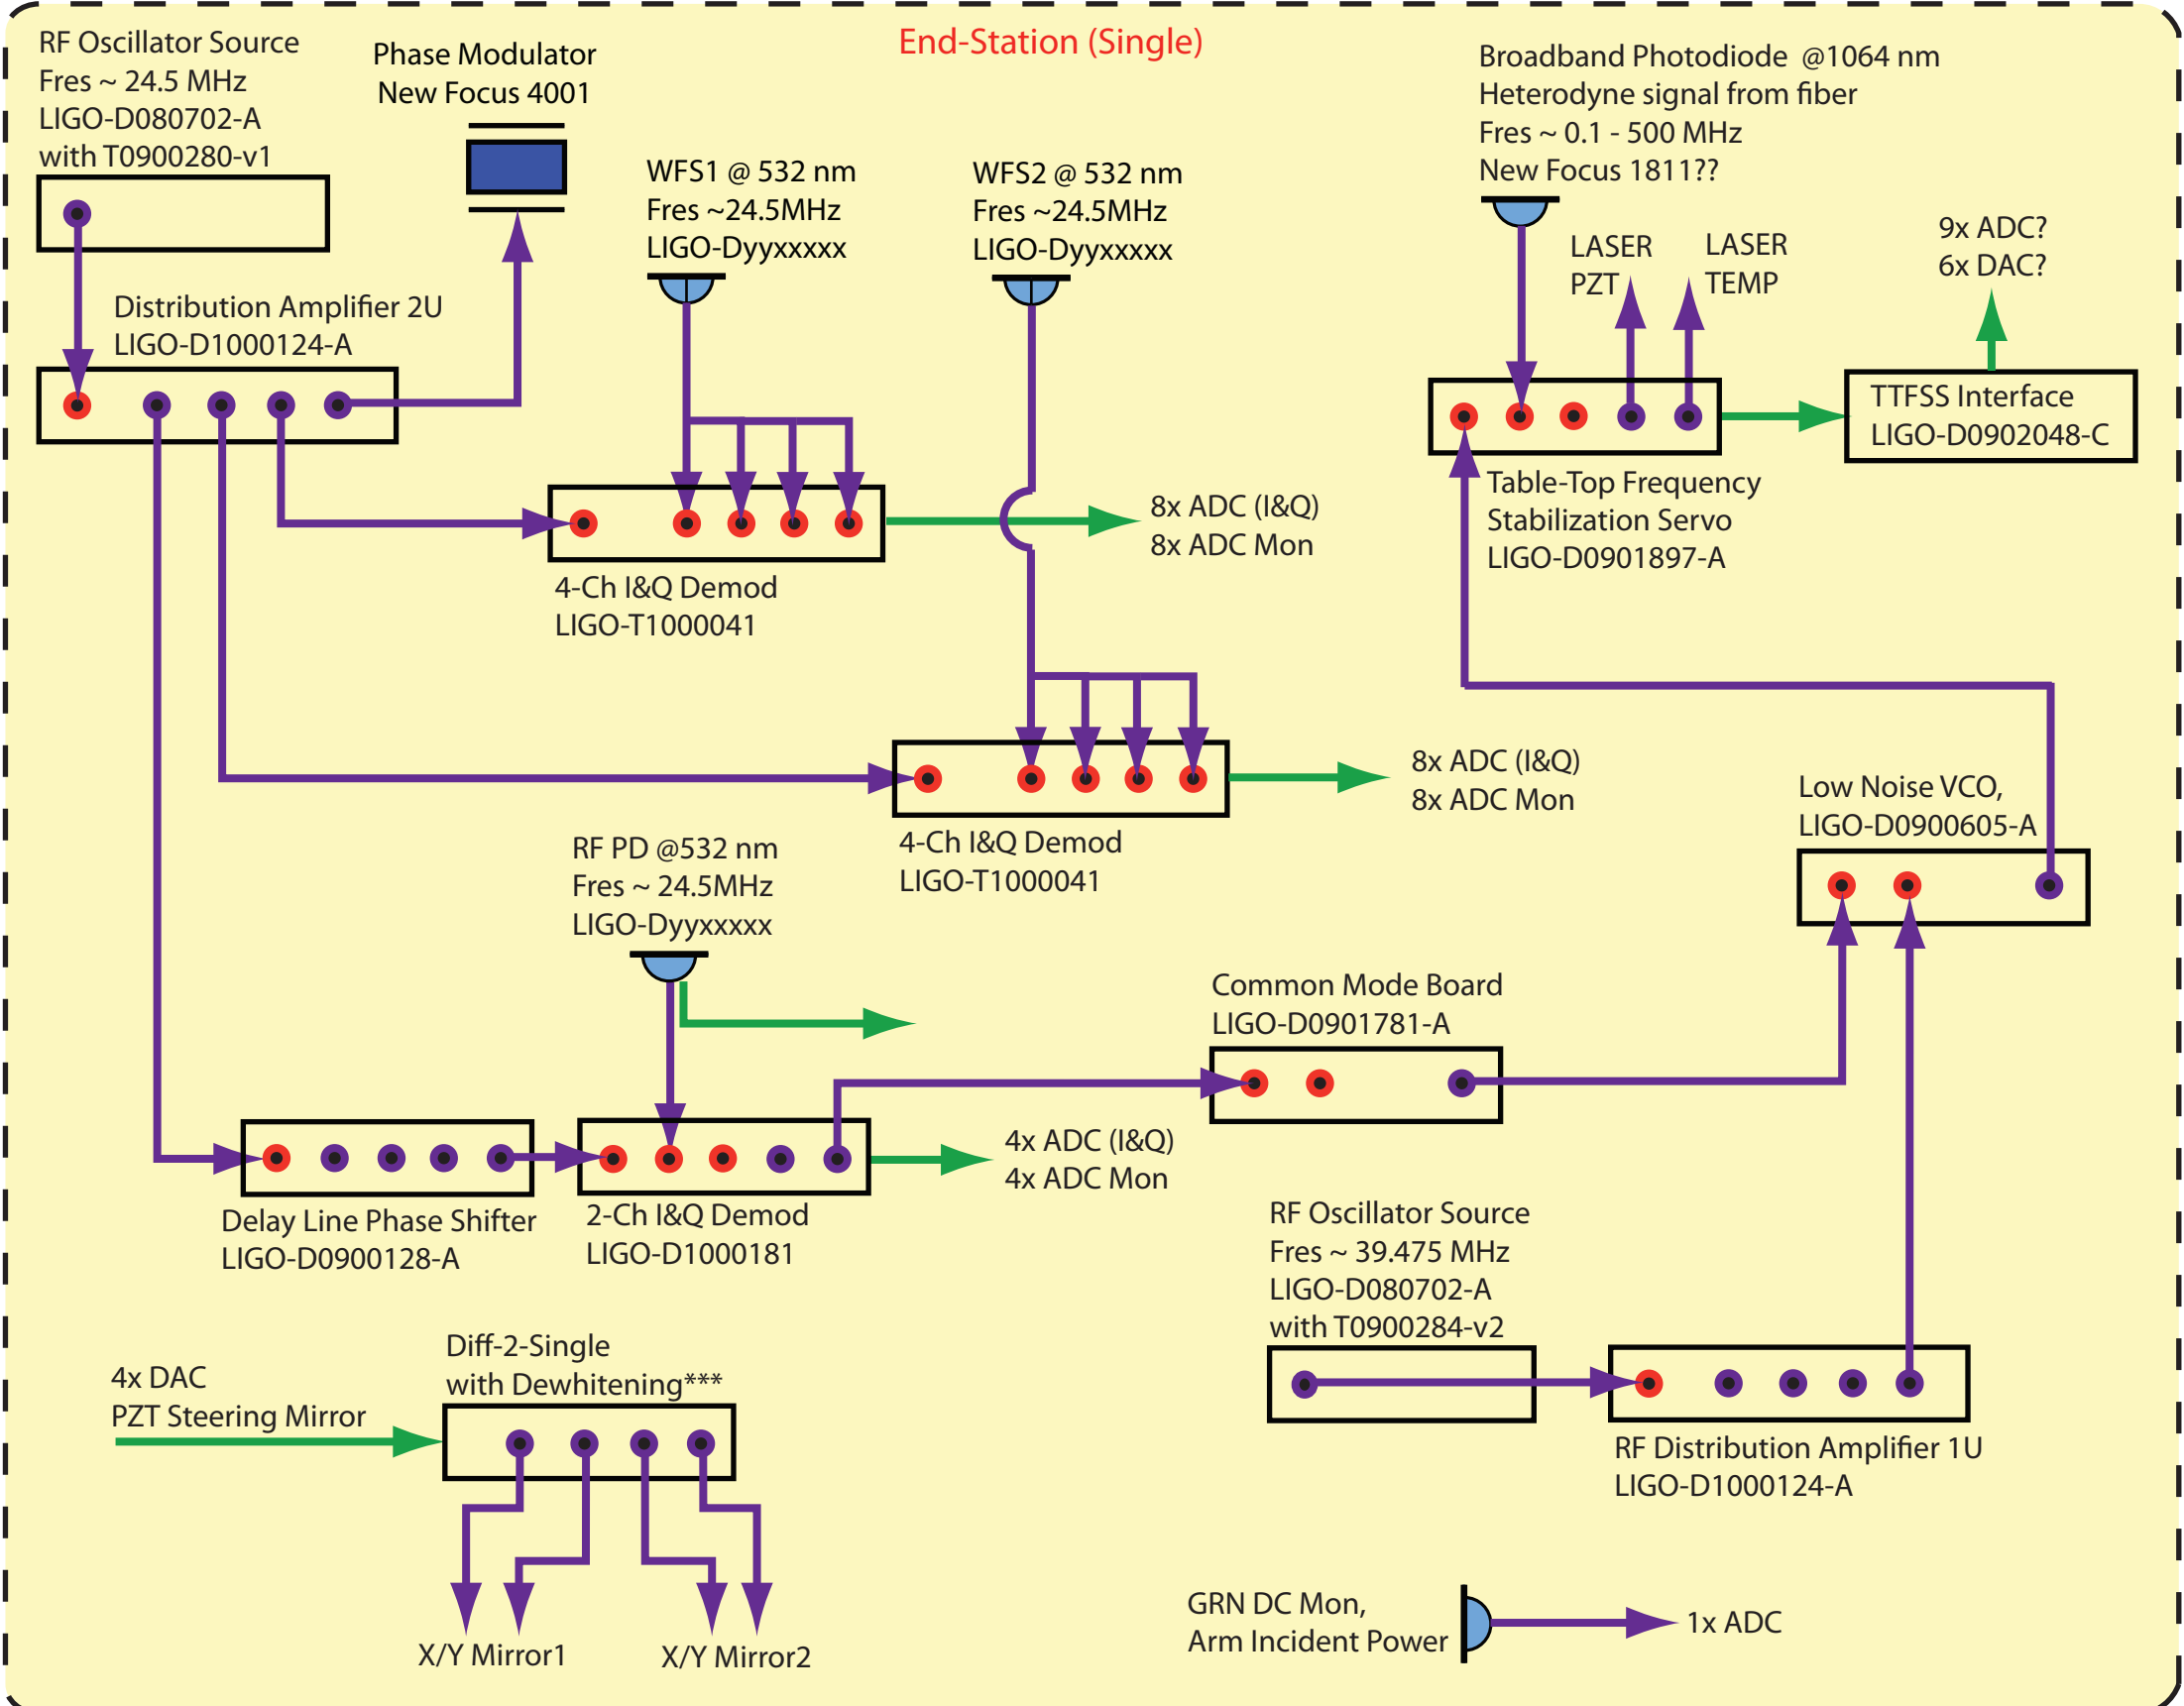 End-Station (Single)
RF Oscillator Source
Fres ~ 24.5 MHz
LIGO-D080702-A
with T0900280-v1
Phase Modulator
New Focus 4001
WFS1 @ 532 nm
Fres ~24.5MHz
LIGO-Dyyxxxxx
WFS2 @ 532 nm
Fres ~24.5MHz
LIGO-Dyyxxxxx
Broadband Photodiode @1064 nm
Heterodyne signal from fiber
Fres ~ 0.1 - 500 MHz
New Focus 1811??
LASER
PZT
LASER
TEMP
9x ADC?
6x DAC?
Distribution Amplifier 2U
LIGO-D1000124-A
TTFSS Interface
LIGO-D0902048-C
Table-Top Frequency
Stabilization Servo
LIGO-D0901897-A
8x ADC (I&Q)
8x ADC Mon
4-Ch I&Q Demod
LIGO-T1000041
8x ADC (I&Q)
8x ADC Mon
4-Ch I&Q Demod
LIGO-T1000041
Low Noise VCO,
LIGO-D0900605-A
RF PD @532 nm
Fres ~ 24.5MHz
LIGO-Dyyxxxxx
Common Mode Board
LIGO-D0901781-A
4x ADC (I&Q)
4x ADC Mon
Delay Line Phase Shifter
LIGO-D0900128-A
2-Ch I&Q Demod
LIGO-D1000181
RF Oscillator Source
Fres ~ 39.475 MHz
LIGO-D080702-A
with T0900284-v2
RF Distribution Amplifier 1U
LIGO-D1000124-A
4x DAC
PZT Steering Mirror
Diff-2-Single
with Dewhitening***
X/Y Mirror1
X/Y Mirror2
GRN DC Mon,
Arm Incident Power
1x ADC